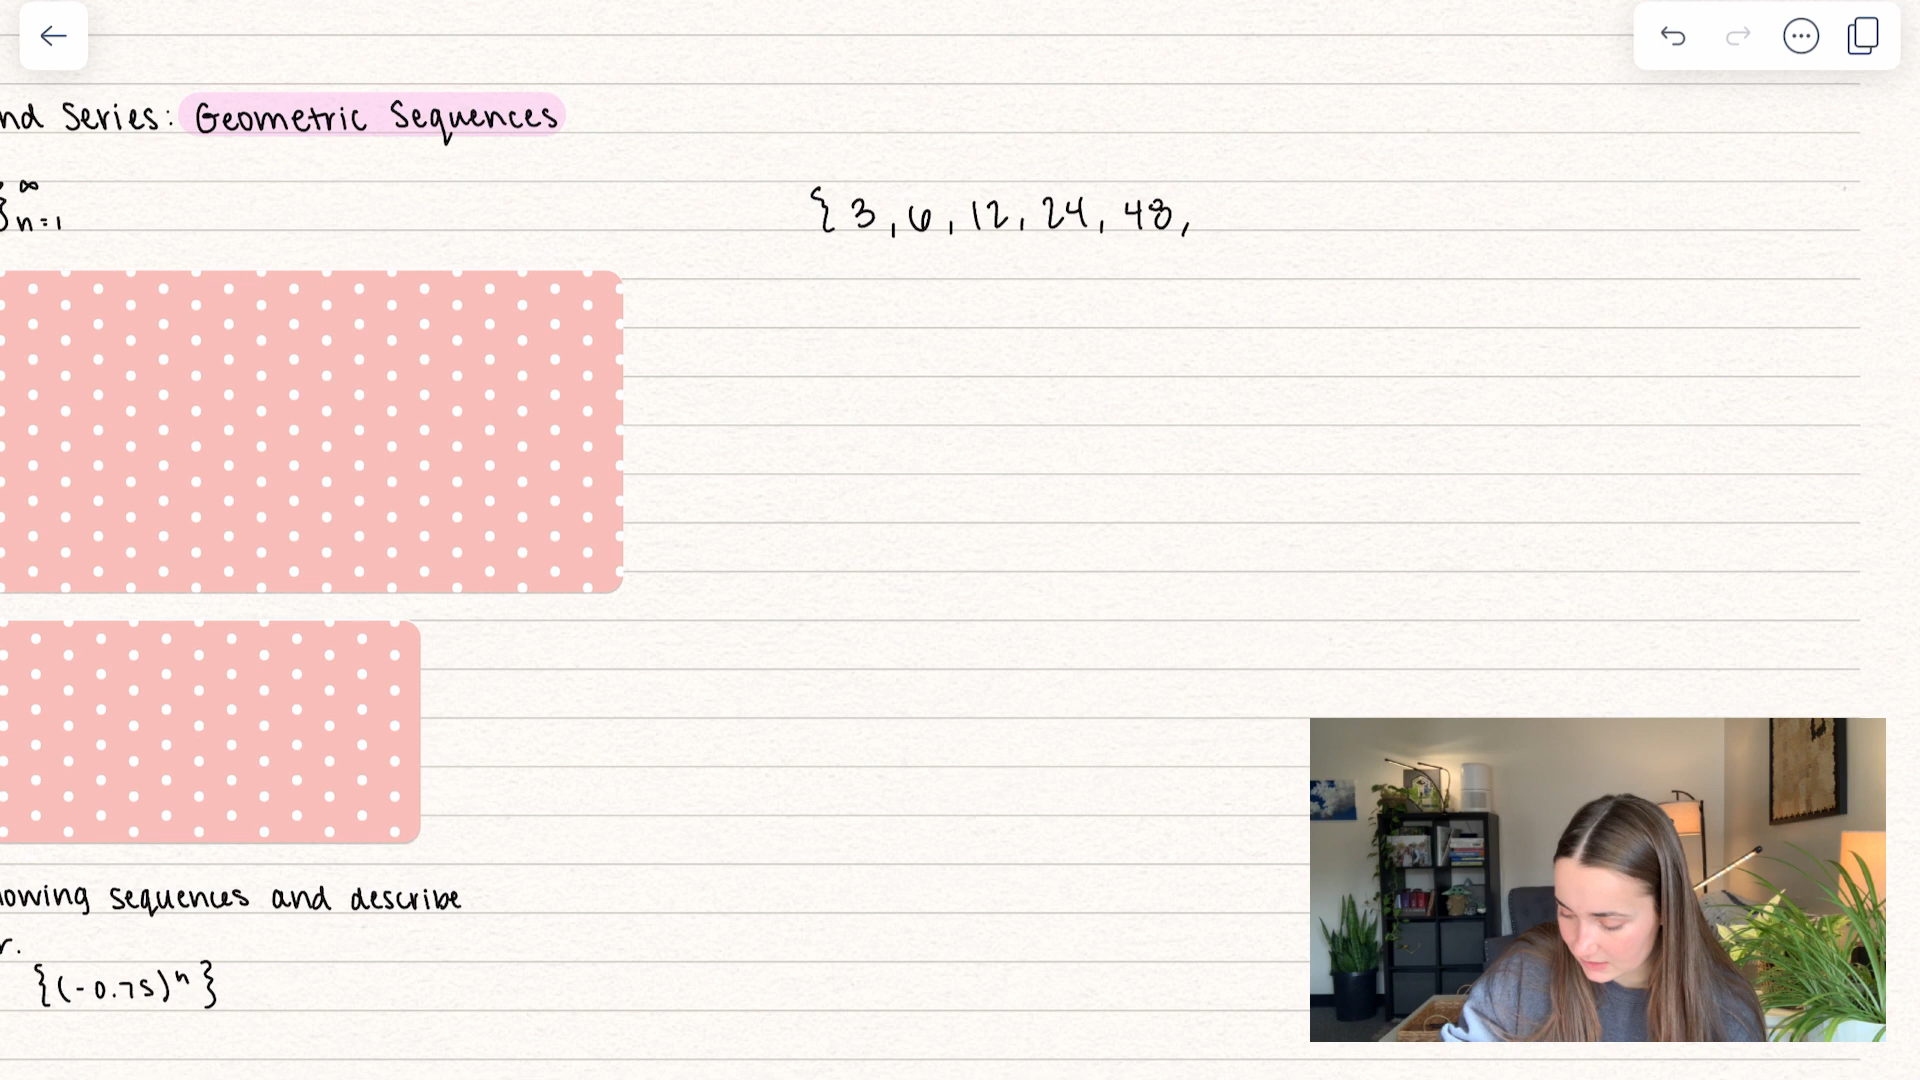 nd Series: Geometric Sequences
}∞n=1
{ 3, 6, 12, 24, 48,
owing sequences and describe
r.
{(-0.75)ⁿ}